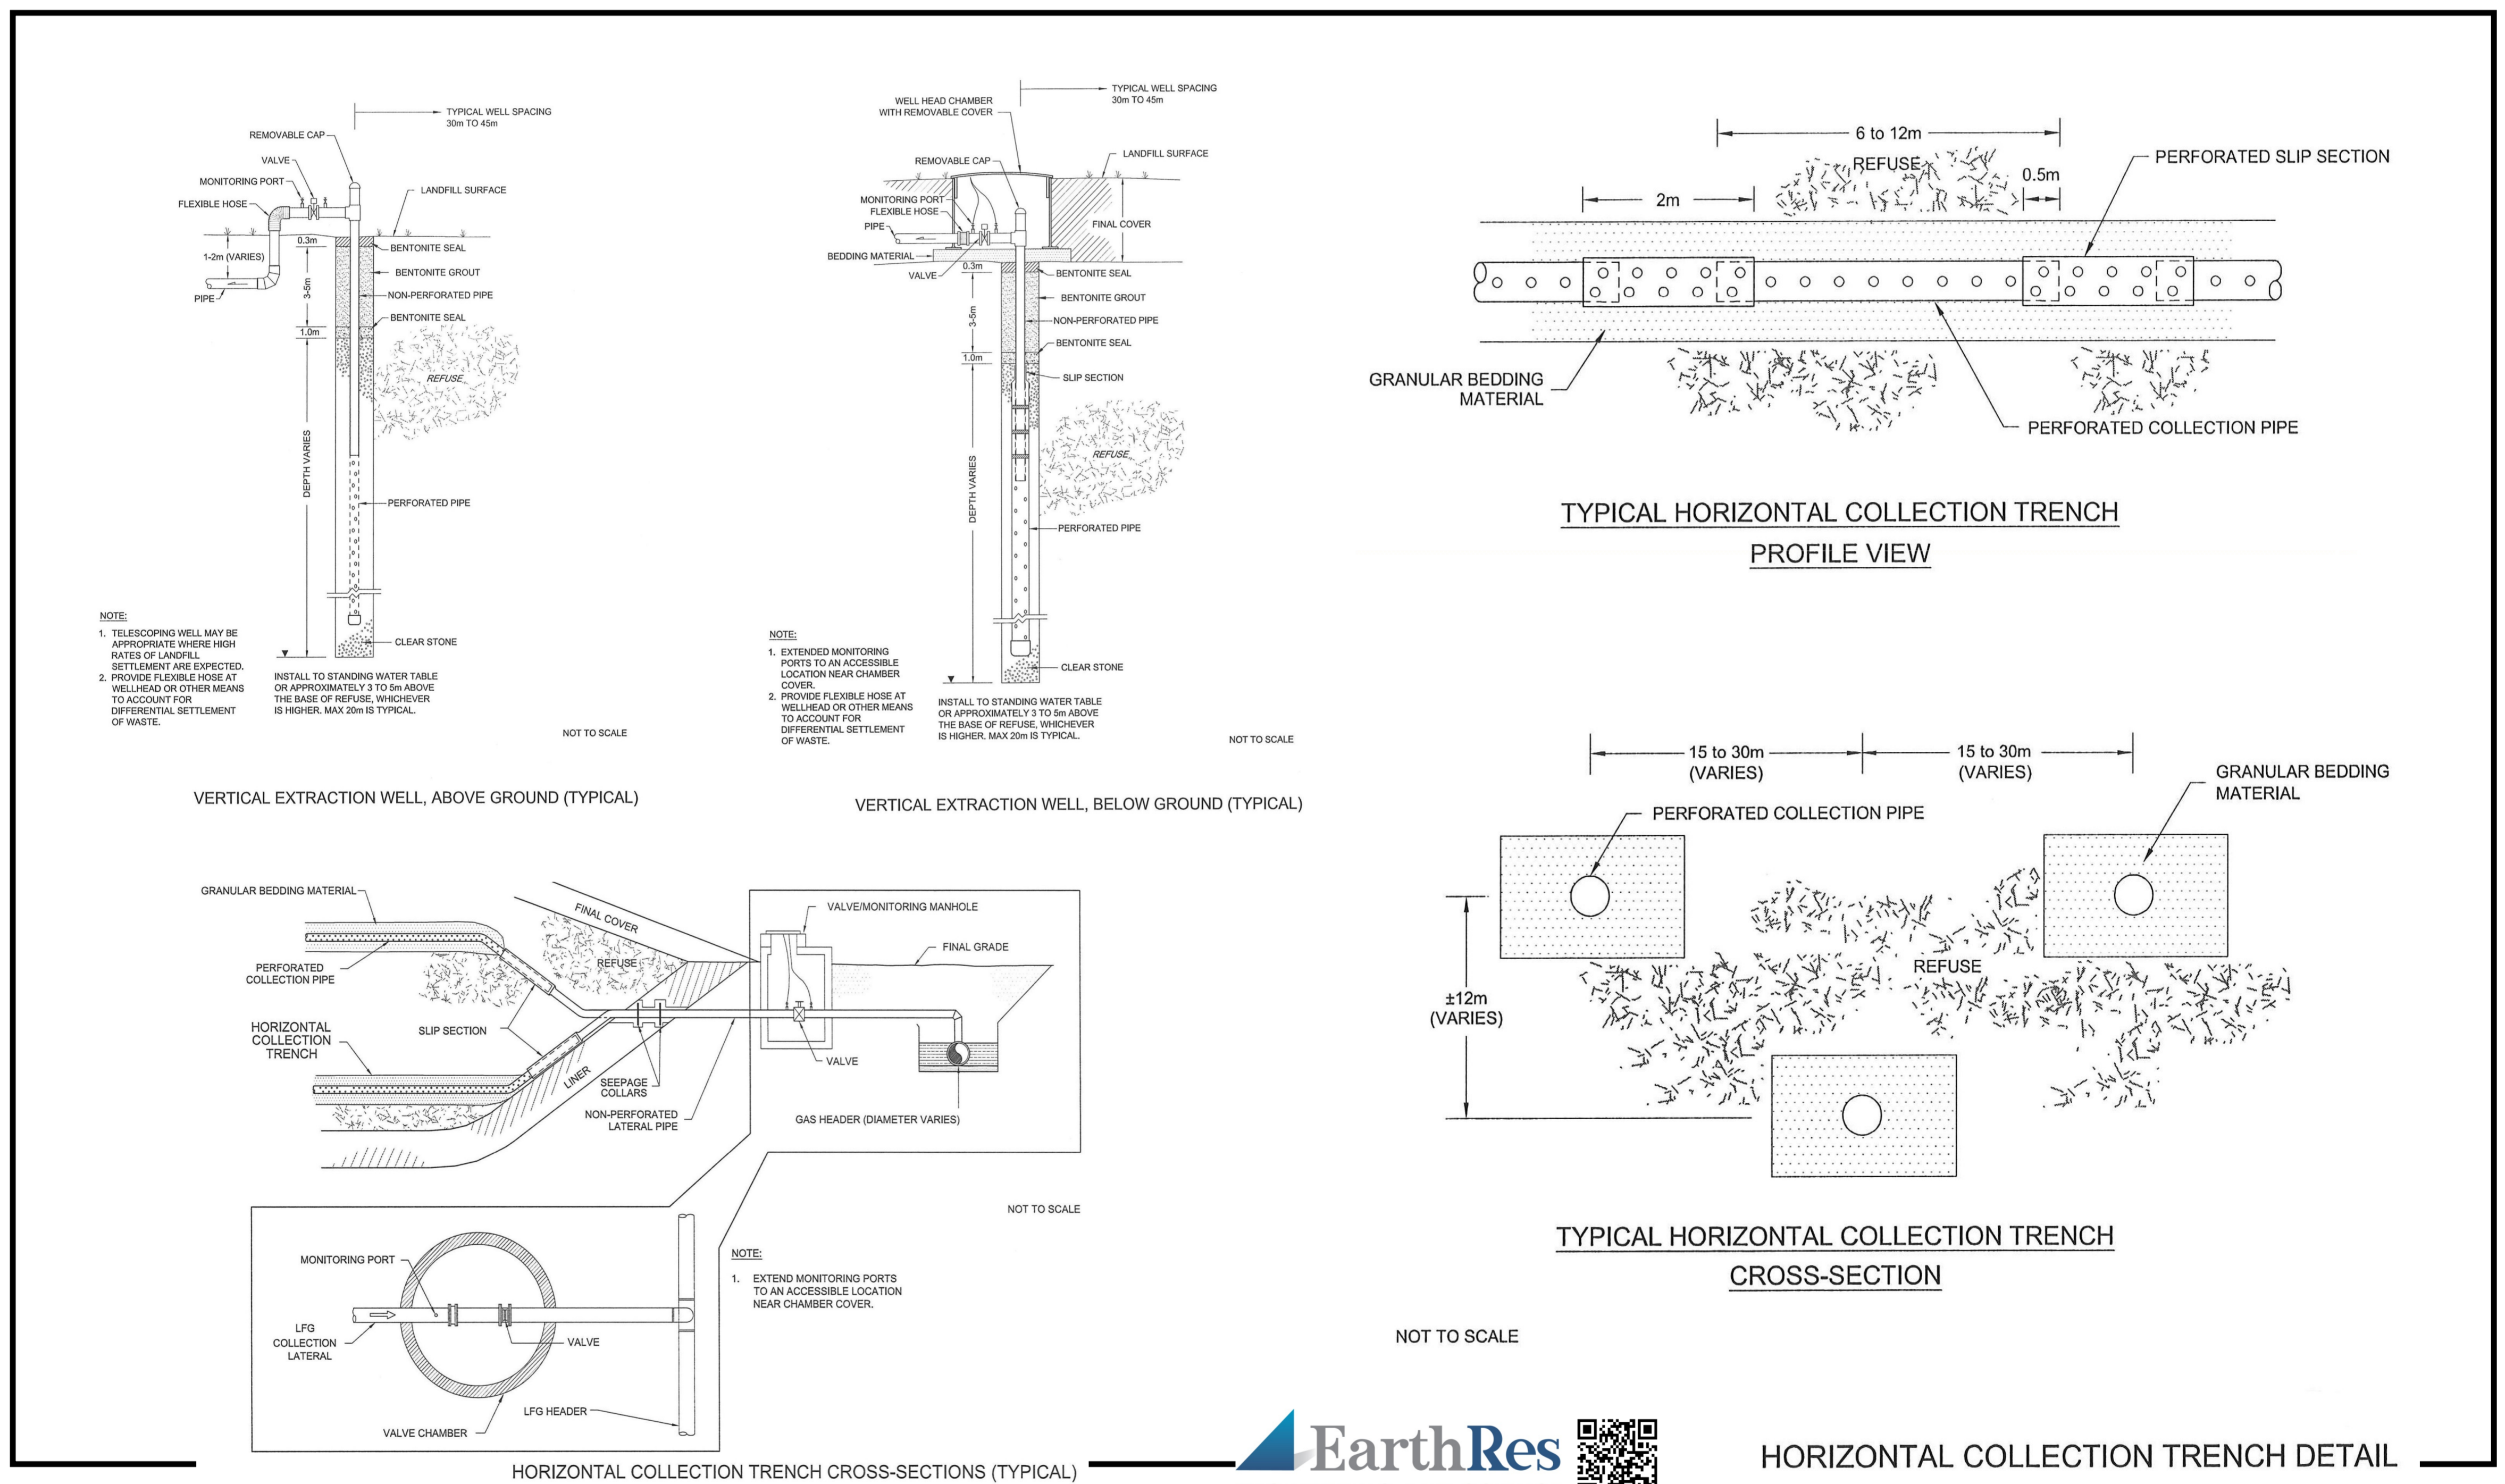 TYPICAL WELL SPACING
30m TO 45m
REMOVABLE CAP
VALVE
MONITORING PORT
LANDFILL SURFACE
FLEXIBLE HOSE
0.3m
BENTONITE SEAL
1-2m (VARIES)
BENTONITE GROUT
3-5m
NON-PERFORATED PIPE
PIPE
BENTONITE SEAL
1.0m
REFUSE
DEPTH VARIES
PERFORATED PIPE
CLEAR STONE
NOTE:
1. TELESCOPING WELL MAY BE
APPROPRIATE WHERE HIGH
RATES OF LANDFILL
SETTLEMENT ARE EXPECTED.
2. PROVIDE FLEXIBLE HOSE AT
WELLHEAD OR OTHER MEANS
TO ACCOUNT FOR
DIFFERENTIAL SETTLEMENT
OF WASTE.
INSTALL TO STANDING WATER TABLE
OR APPROXIMATELY 3 TO 5m ABOVE
THE BASE OF REFUSE, WHICHEVER
IS HIGHER. MAX 20m IS TYPICAL.
NOT TO SCALE
VERTICAL EXTRACTION WELL, ABOVE GROUND (TYPICAL)
TYPICAL WELL SPACING
30m TO 45m
WELL HEAD CHAMBER
WITH REMOVABLE COVER
LANDFILL SURFACE
REMOVABLE CAP
MONITORING PORT
FLEXIBLE HOSE
PIPE
FINAL COVER
BEDDING MATERIAL
0.3m
VALVE
BENTONITE SEAL
BENTONITE GROUT
3-5m
NON-PERFORATED PIPE
BENTONITE SEAL
1.0m
SLIP SECTION
REFUSE
DEPTH VARIES
PERFORATED PIPE
CLEAR STONE
NOTE:
1. EXTENDED MONITORING
PORTS TO AN ACCESSIBLE
LOCATION NEAR CHAMBER
COVER.
2. PROVIDE FLEXIBLE HOSE AT
WELLHEAD OR OTHER MEANS
TO ACCOUNT FOR
DIFFERENTIAL SETTLEMENT
OF WASTE.
INSTALL TO STANDING WATER TABLE
OR APPROXIMATELY 3 TO 5m ABOVE
THE BASE OF REFUSE, WHICHEVER
IS HIGHER. MAX 20m IS TYPICAL.
NOT TO SCALE
VERTICAL EXTRACTION WELL, BELOW GROUND (TYPICAL)
6 to 12m
REFUSE
PERFORATED SLIP SECTION
0.5m
2m
GRANULAR BEDDING
MATERIAL
PERFORATED COLLECTION PIPE
TYPICAL HORIZONTAL COLLECTION TRENCH
PROFILE VIEW
15 to 30m
(VARIES)
15 to 30m
(VARIES)
GRANULAR BEDDING
MATERIAL
PERFORATED COLLECTION PIPE
REFUSE
±12m
(VARIES)
TYPICAL HORIZONTAL COLLECTION TRENCH
CROSS-SECTION
NOT TO SCALE
GRANULAR BEDDING MATERIAL
FINAL COVER
VALVE/MONITORING MANHOLE
FINAL GRADE
REFUSE
PERFORATED
COLLECTION PIPE
HORIZONTAL
COLLECTION
TRENCH
SLIP SECTION
VALVE
LINER
SEEPAGE
COLLARS
NON-PERFORATED
LATERAL PIPE
GAS HEADER (DIAMETER VARIES)
NOT TO SCALE
MONITORING PORT
LFG
COLLECTION
LATERAL
VALVE
LFG HEADER
VALVE CHAMBER
NOTE:
1. EXTEND MONITORING PORTS
TO AN ACCESSIBLE LOCATION
NEAR CHAMBER COVER.
HORIZONTAL COLLECTION TRENCH CROSS-SECTIONS (TYPICAL)
EarthRes
HORIZONTAL COLLECTION TRENCH DETAIL